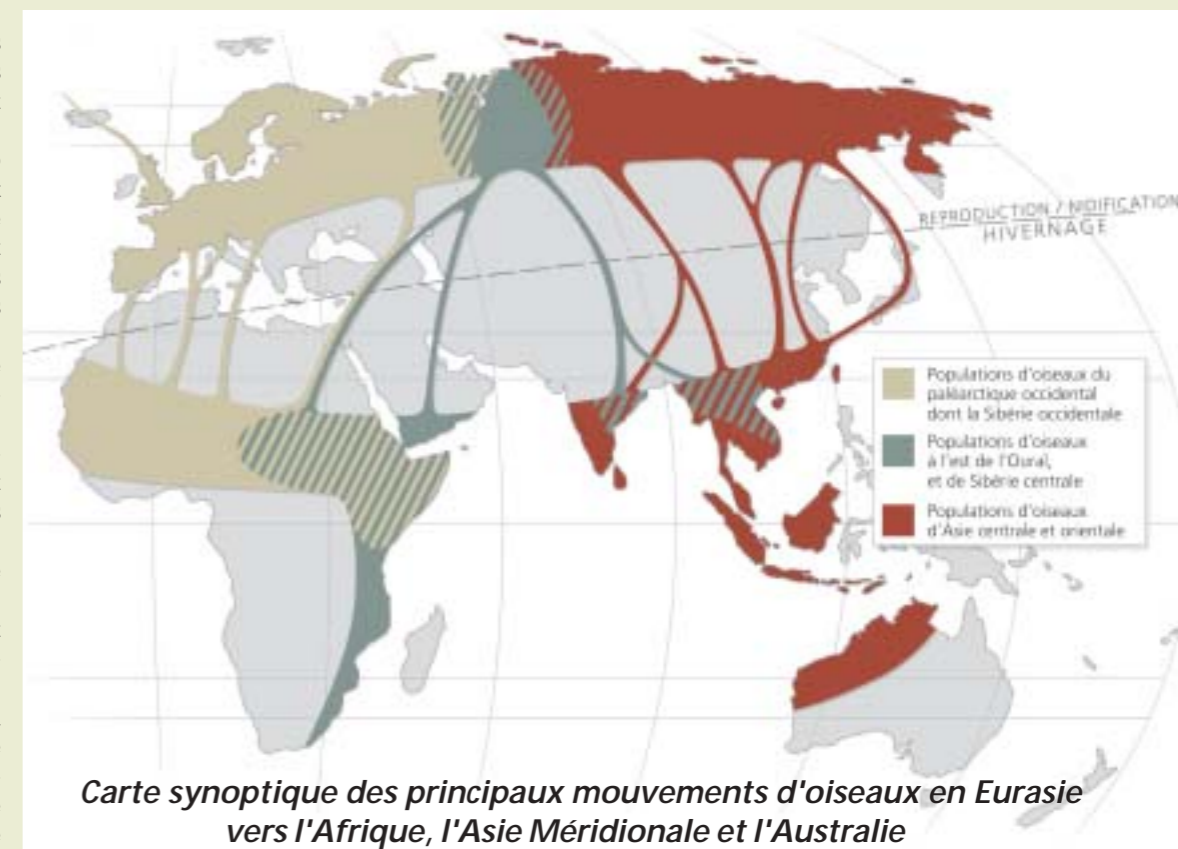 REPRODUCTION / NIDIFICATION
HIVERNAGE
Populations d'oiseaux du
paléarctique occidental
dont la Sibérie occidentale
Populations d'oiseaux
à l'est de l'Oural,
et de Sibérie centrale
Populations d'oiseaux
d'Asie centrale et orientale
Carte synoptique des principaux mouvements d'oiseaux en Eurasie
vers l'Afrique, l'Asie Méridionale et l'Australie